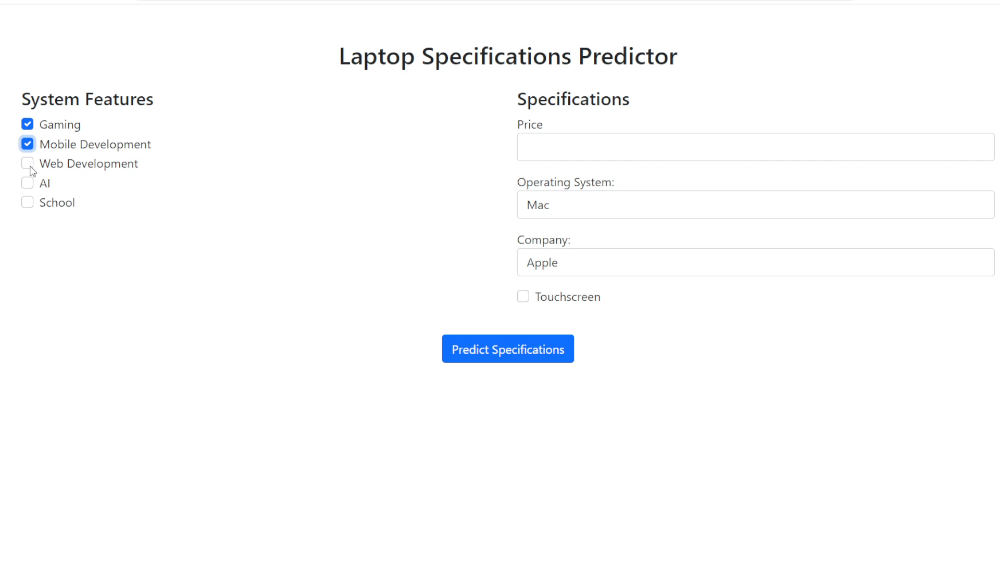 Laptop Specifications Predictor
System Features
Gaming
Mobile Development
Web Development
AI
School
Specifications
Price
Operating System:
Mac
Company:
Apple
Touchscreen
Predict Specifications